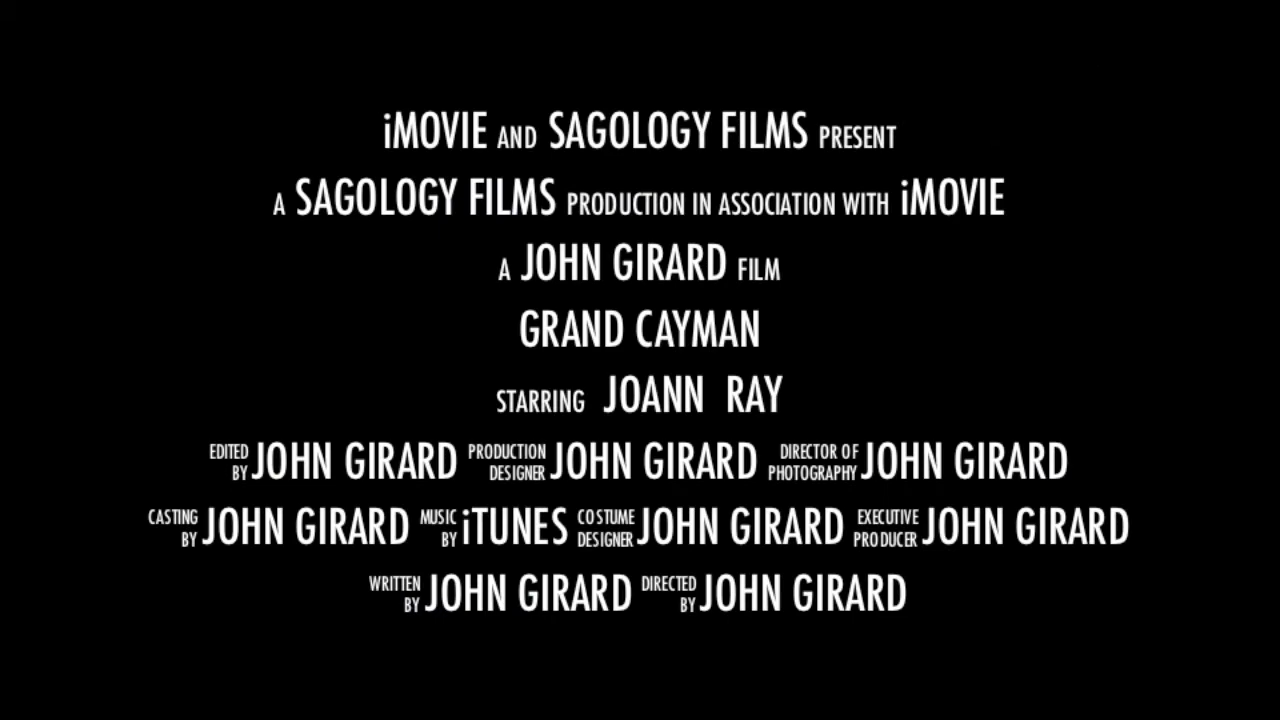 iMOVIE AND SAGOLOGY FILMS PRESENT
A SAGOLOGY FILMS PRODUCTION IN ASSOCIATION WITH iMOVIE
A JOHN GIRARD FILM
GRAND CAYMAN
STARRING JOANN RAY
EDITED BY JOHN GIRARD PRODUCTION DESIGNER JOHN GIRARD DIRECTOR OF PHOTOGRAPHY JOHN GIRARD
CASTING BY JOHN GIRARD MUSIC BY iTUNES COSTUME DESIGNER JOHN GIRARD EXECUTIVE PRODUCER JOHN GIRARD
WRITTEN BY JOHN GIRARD DIRECTED BY JOHN GIRARD